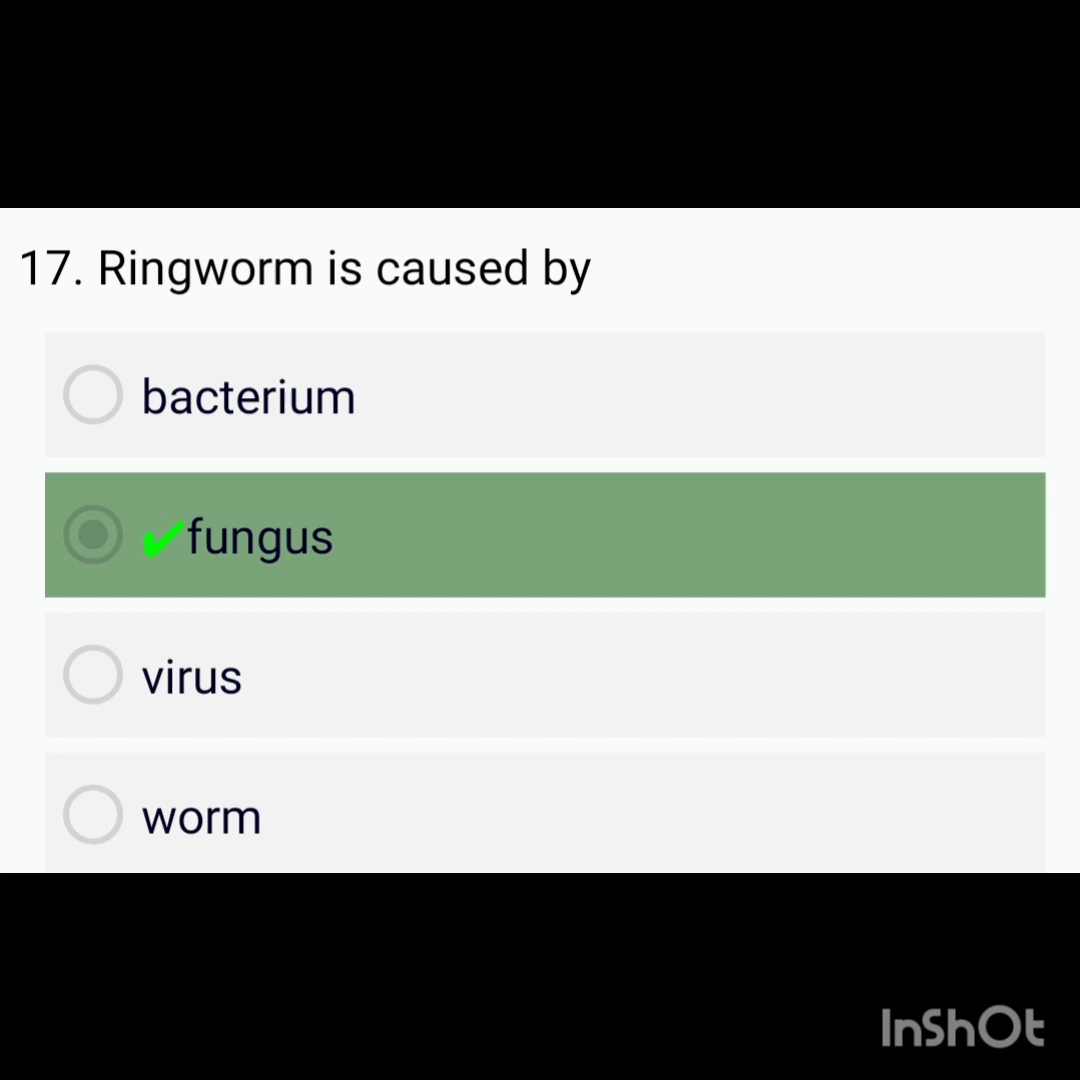 17. Ringworm is caused by
bacterium
✔fungus
virus
worm
InShOt